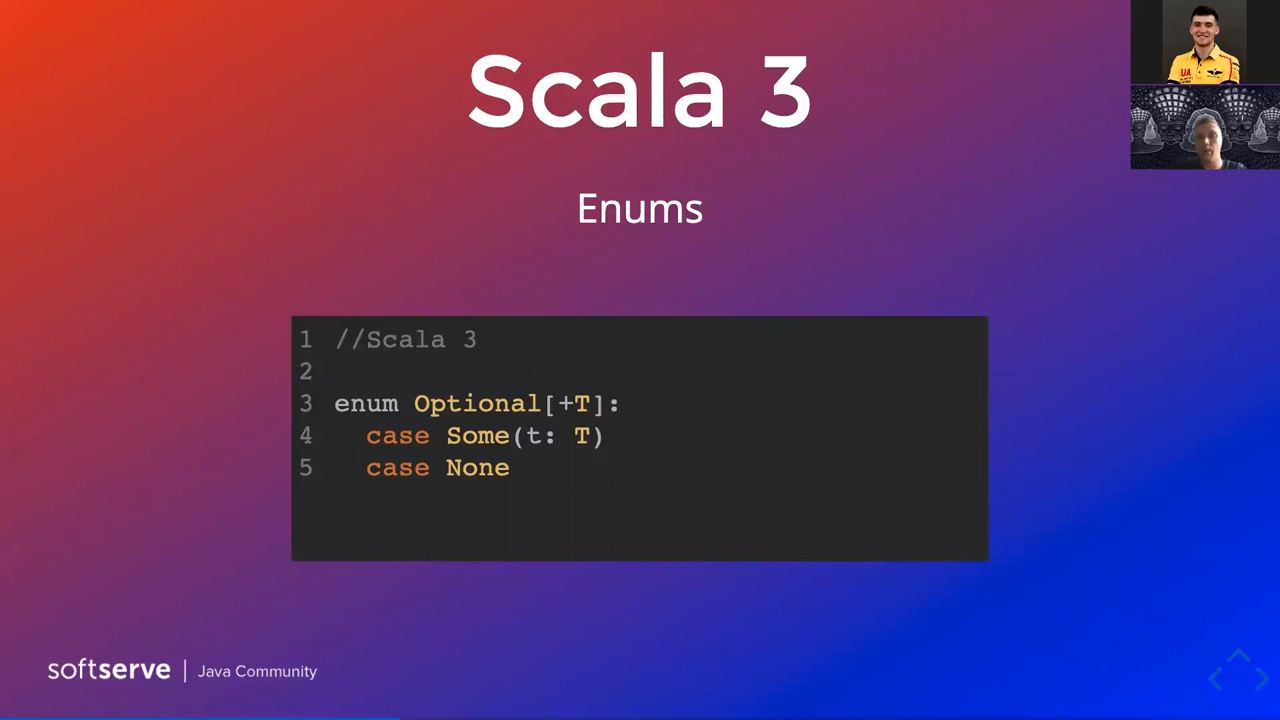 Scala 3
Enums
1 //Scala 3
2
3 enum Optional[+T]:
4   case Some(t: T)
5   case None
softserve | Java Community
UA